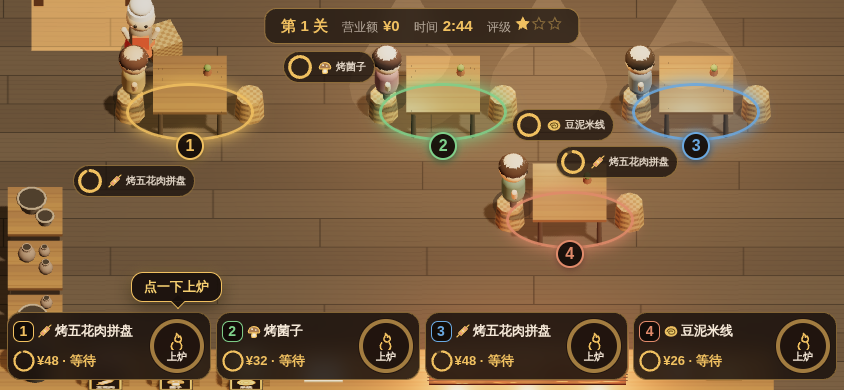 第 1 关 营业额 ¥0 时间 2:44 评级
烤菌子
豆泥米线
烤五花肉拼盘
烤五花肉拼盘
1
2
3
4
点一下上炉
1 烤五花肉拼盘
¥48 · 等待
上炉
2 烤菌子
¥32 · 等待
上炉
3 烤五花肉拼盘
¥48 · 等待
上炉
4 豆泥米线
¥26 · 等待
上炉